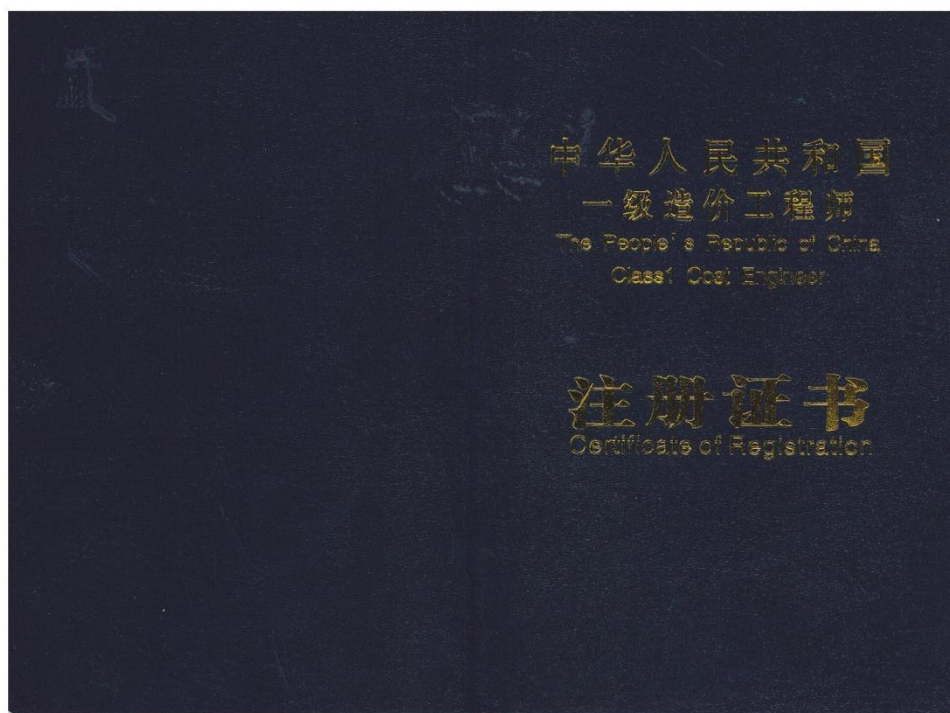 中华人民共和国
一级造价工程师
The People's Republic of China
Class1 Cost Engineer
注册证书
Certificate of Registration